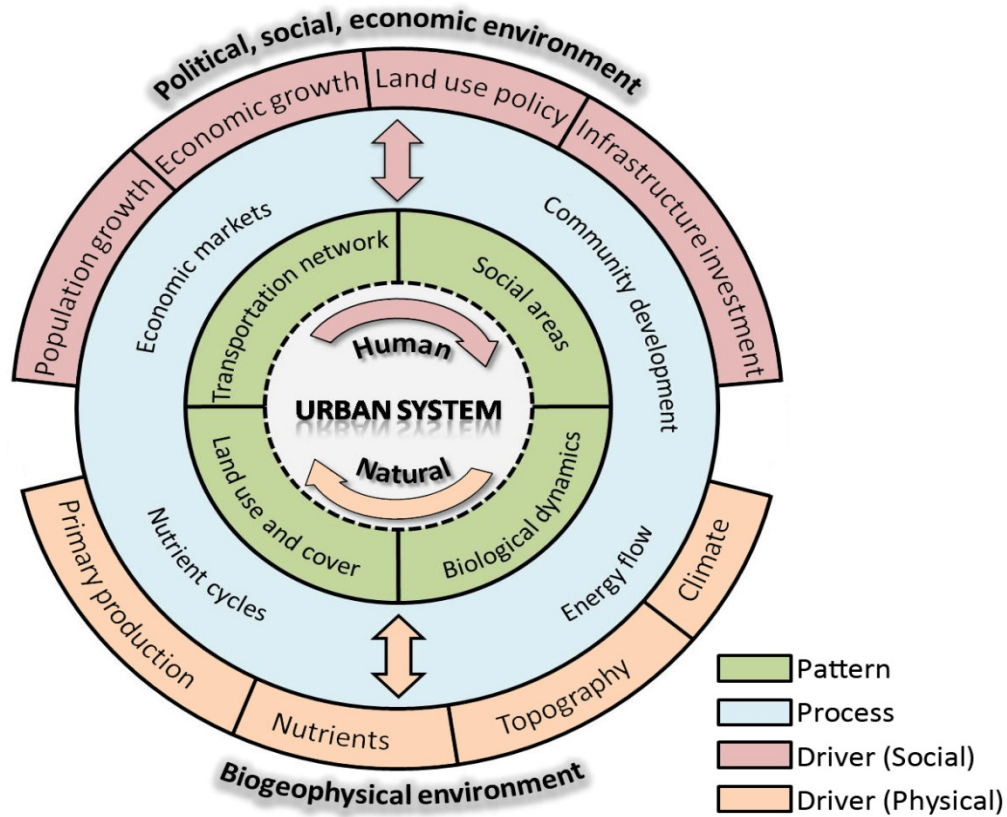 Political, social, economic environment
Population growth
Economic growth
Land use policy
Infrastructure investment
Economic markets
Community development
Transportation network
Social areas
Human
URBAN SYSTEM
Natural
Land use and cover
Biological dynamics
Nutrient cycles
Energy flow
Primary production
Nutrients
Topography
Climate
Biogeophysical environment
Pattern
Process
Driver (Social)
Driver (Physical)